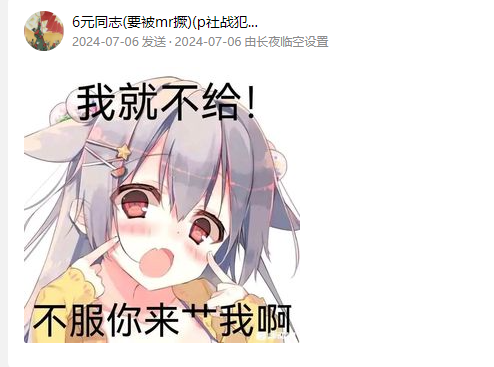 6元同志(要被mr撅)(p社战犯...
2024-07-06 发送 · 2024-07-06 由长夜临空设置
我就不给!
不服你来艹我啊